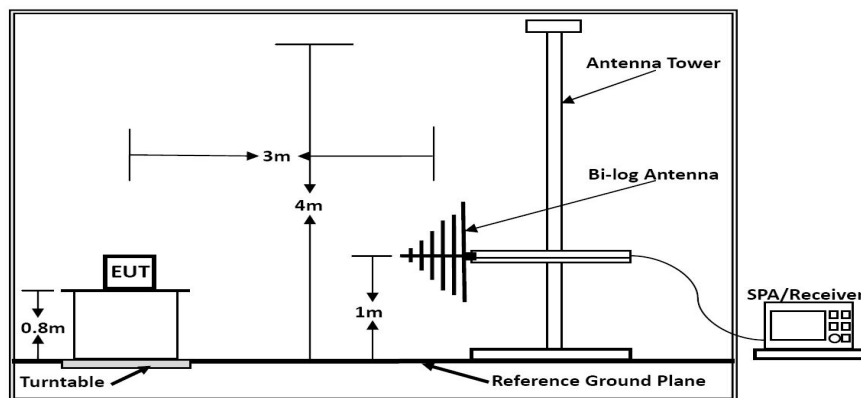 Antenna Tower
3m
Bi-log Antenna
4m
EUT
SPA/Receiver
0.8m
1m
Turntable
Reference Ground Plane